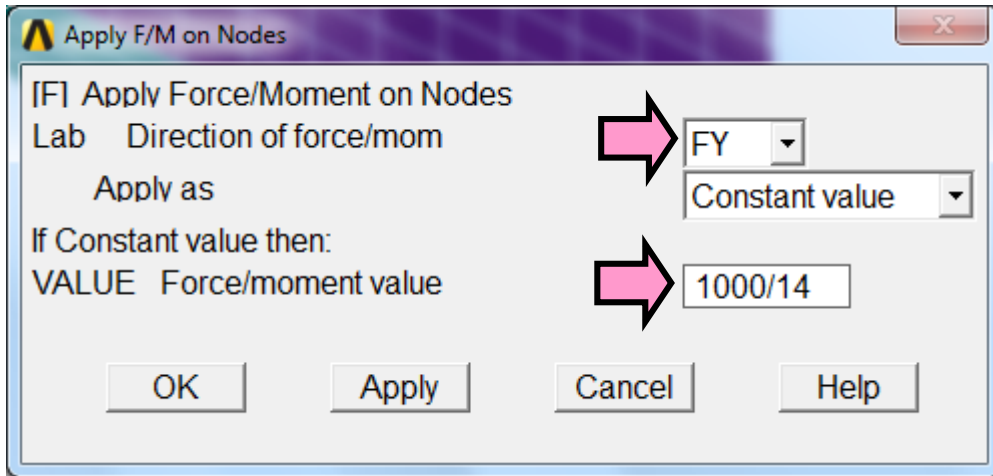 Apply F/M on Nodes
[F] Apply Force/Moment on Nodes
Lab Direction of force/mom FY
Apply as Constant value
If Constant value then:
VALUE Force/moment value 1000/14
OK Apply Cancel Help